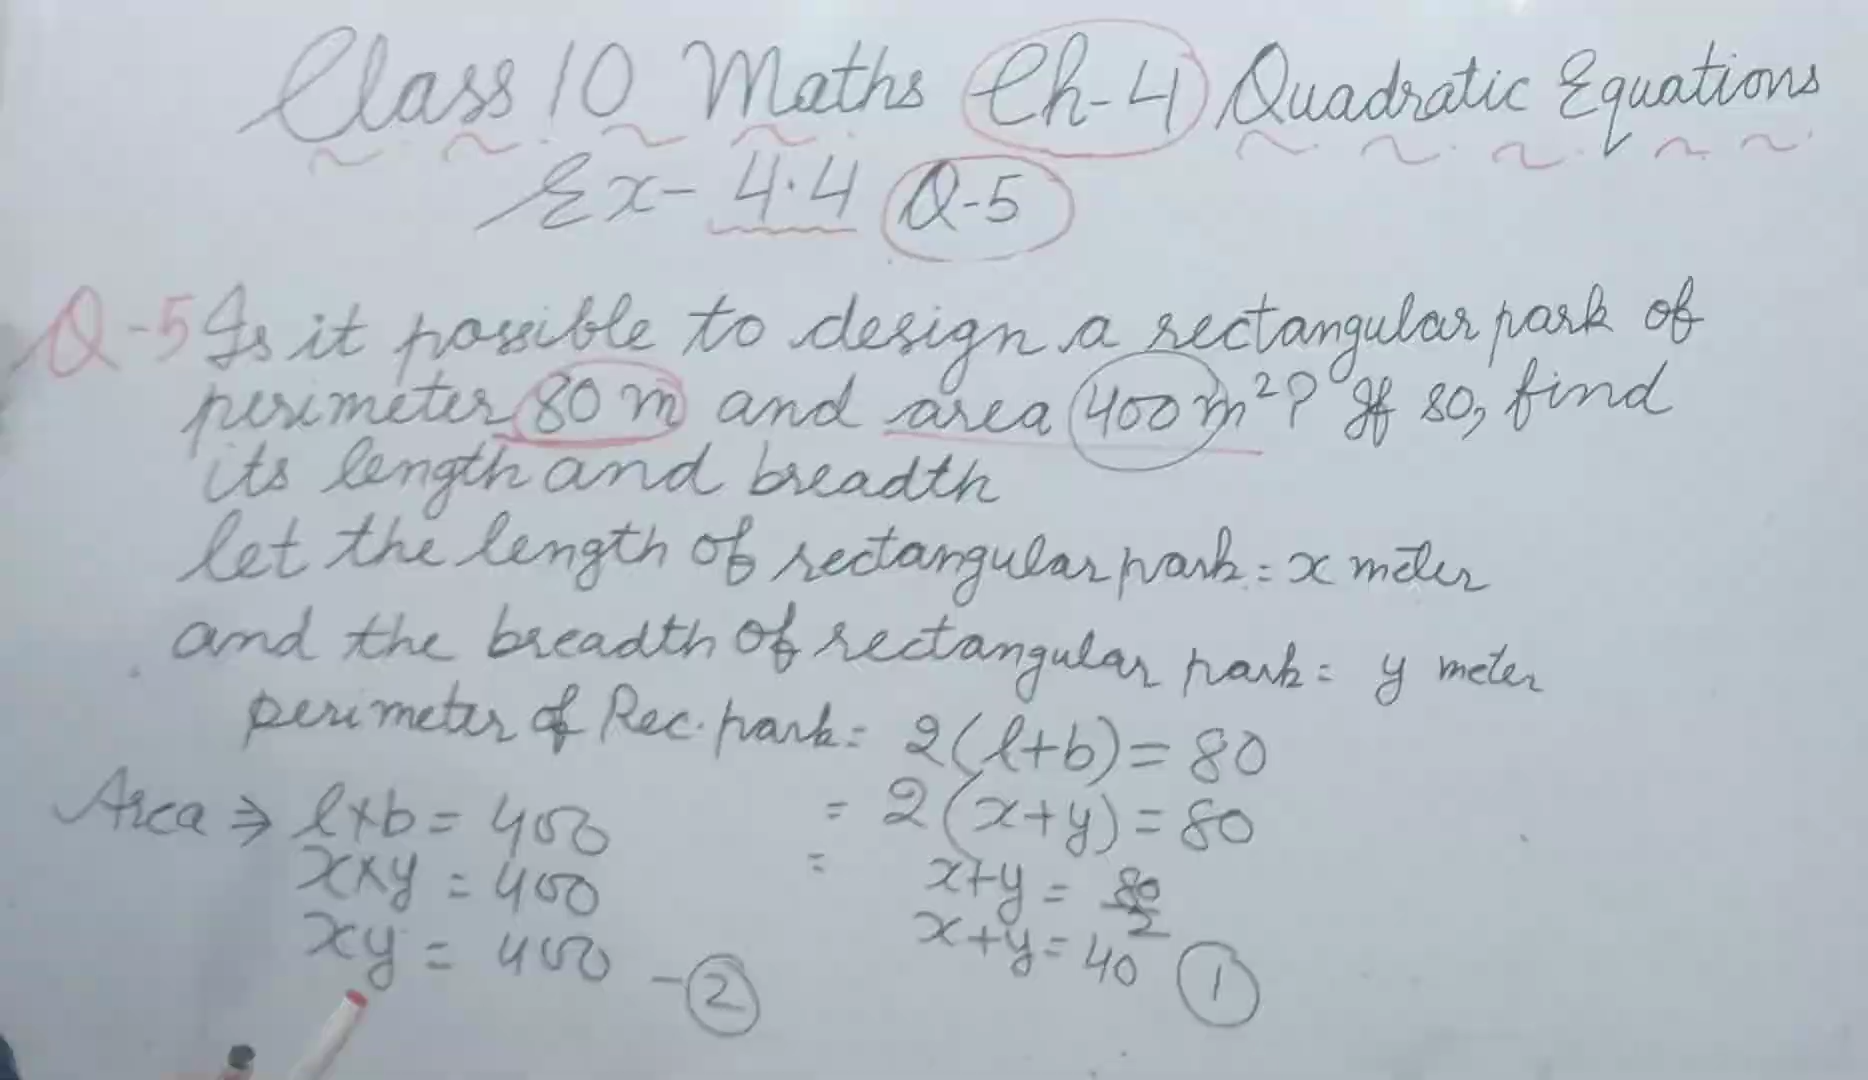 Class 10 Maths Ch-4 Quadratic Equations
Ex- 4.4 Q-5
Q-5 Is it possible to design a rectangular park of
perimeter 80 m and area 400 m²? If so, find
its length and breadth
let the length of rectangular park = x meter
and the breadth of rectangular park = y meter
perimeter of Rec. park = 2(l+b) = 80
Area ⇒ l×b = 400 = 2(x+y) = 80
x×y = 400 = x+y = 80/2
xy = 400 - ② x+y = 40 ①